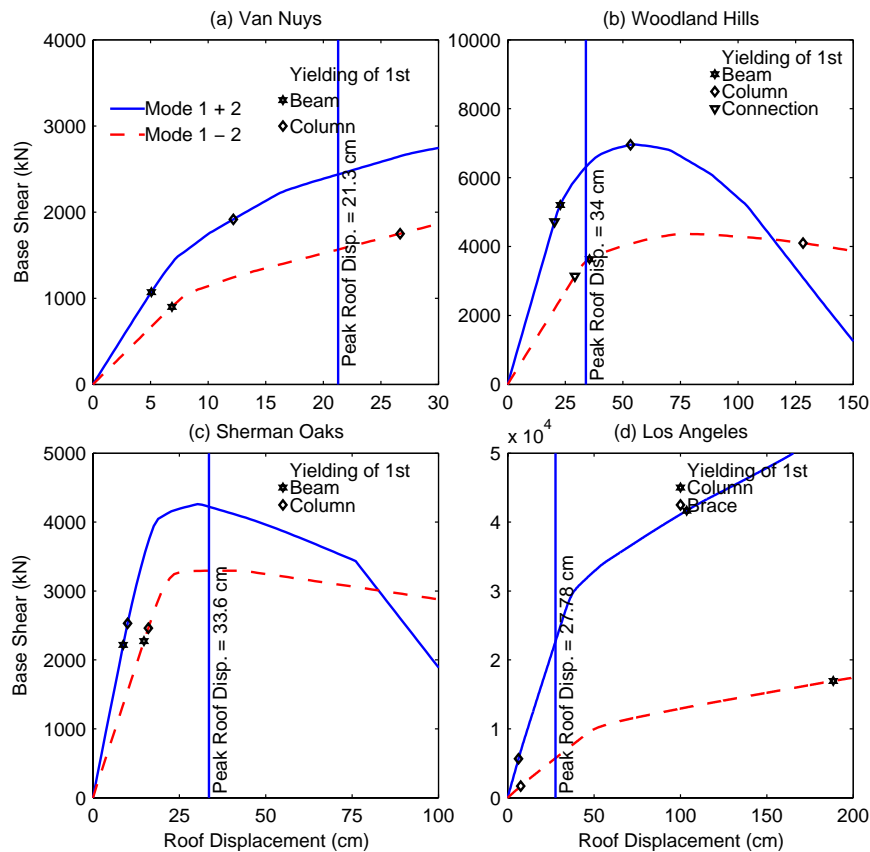 (a) Van Nuys
4000
3000
2000
1000
0
0
5
10
15
20
25
30
Base Shear (kN)
Mode 1 + 2
Mode 1 − 2
Yielding of 1st
Beam
Column
Peak Roof Disp. = 21.3 cm
(b) Woodland Hills
10000
8000
6000
4000
2000
0
0
25
50
75
100
125
150
Yielding of 1st
Beam
Column
Connection
Peak Roof Disp. = 34 cm
(c) Sherman Oaks
5000
4000
3000
2000
1000
0
0
25
50
75
100
Base Shear (kN)
Roof Displacement (cm)
Yielding of 1st
Beam
Column
Peak Roof Disp. = 33.6 cm
(d) Los Angeles
x 10^4
5
4
3
2
1
0
0
50
100
150
200
Roof Displacement (cm)
Yielding of 1st
Column
Brace
Peak Roof Disp. = 27.78 cm